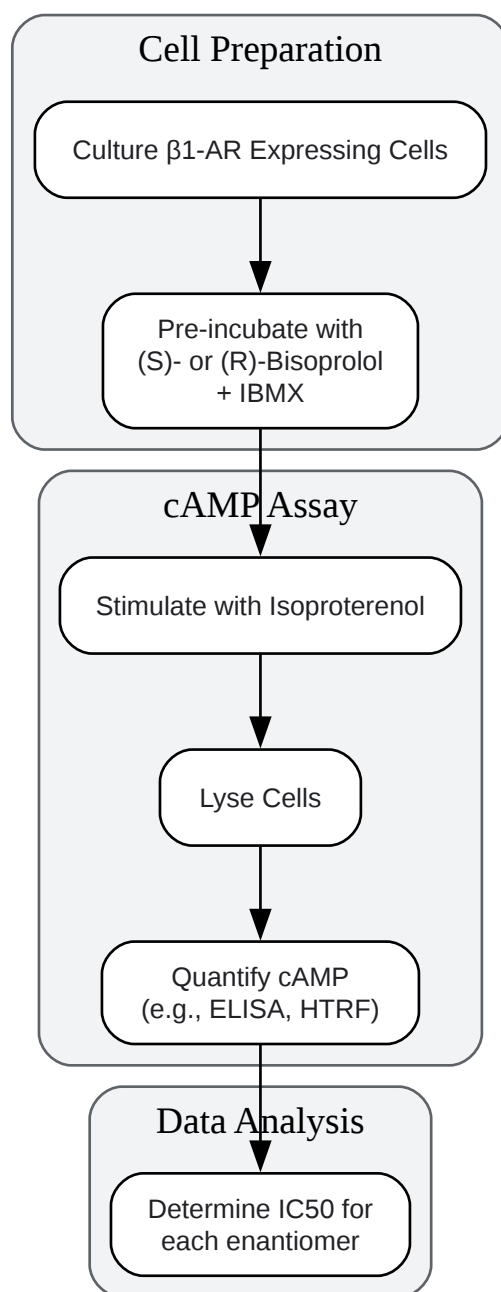 Cell Preparation
Culture β1-AR Expressing Cells
Pre-incubate with
(S)- or (R)-Bisoprolol
+ IBMX
cAMP Assay
Stimulate with Isoproterenol
Lyse Cells
Quantify cAMP
(e.g., ELISA, HTRF)
Data Analysis
Determine IC50 for
each enantiomer